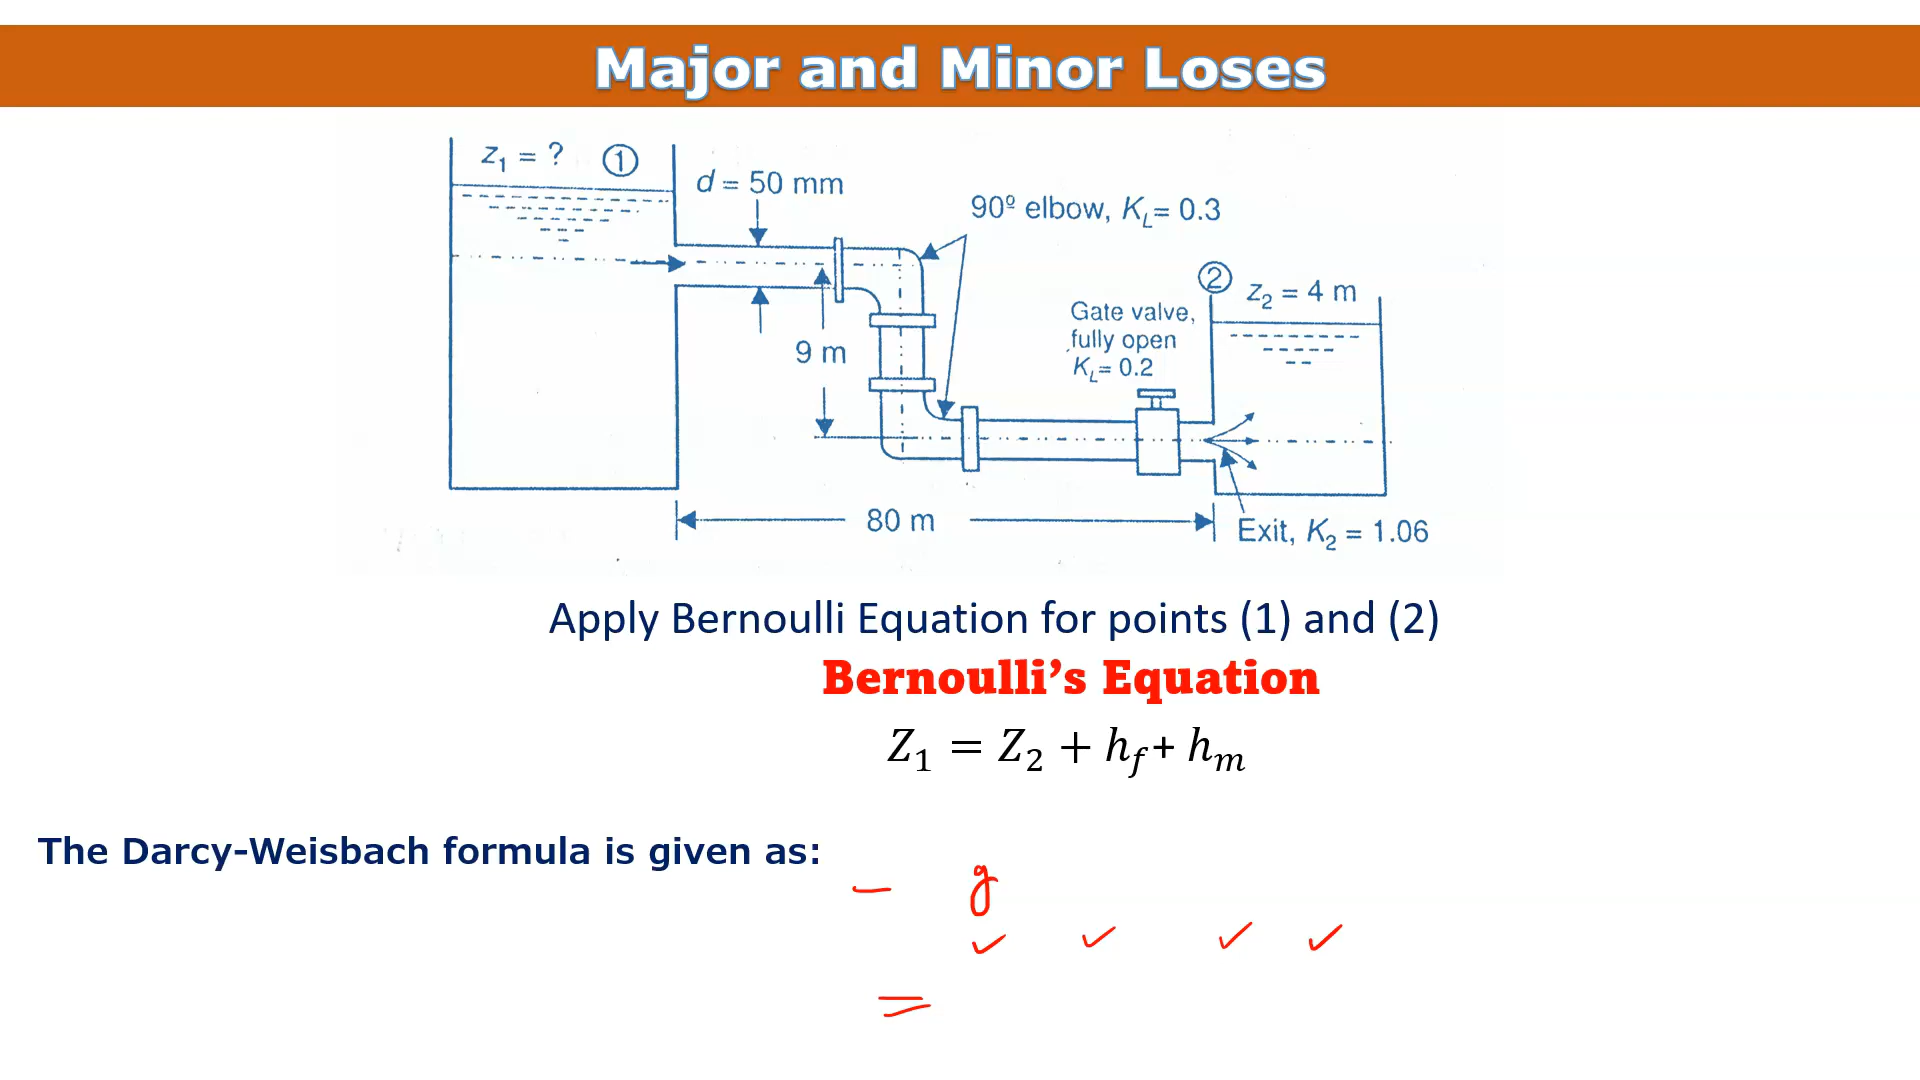 Major and Minor Loses
z₁ = ? ①
d = 50 mm
90º elbow, K_L = 0.3
② z₂ = 4 m
Gate valve,
fully open
K_L = 0.2
9 m
80 m
Exit, K₂ = 1.06
Apply Bernoulli Equation for points (1) and (2)
Bernoulli’s Equation
Z₁ = Z₂ + h_f + h_m
The Darcy-Weisbach formula is given as:
− g
✓ ✓ ✓ ✓
=